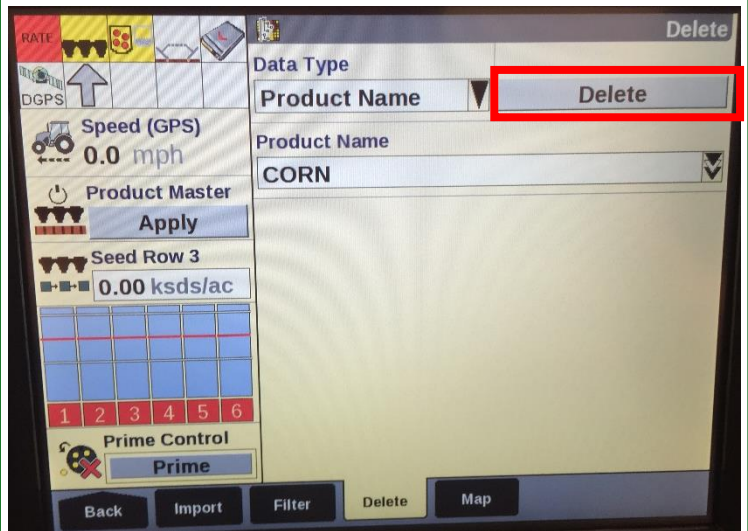 RATE
Delete
DGPS
Data Type
Product Name
Delete
Speed (GPS)
0.0 mph
Product Name
CORN
Product Master
Apply
Seed Row 3
0.00 ksds/ac
1 2 3 4 5 6
Prime Control
Prime
Back
Import
Filter
Delete
Map